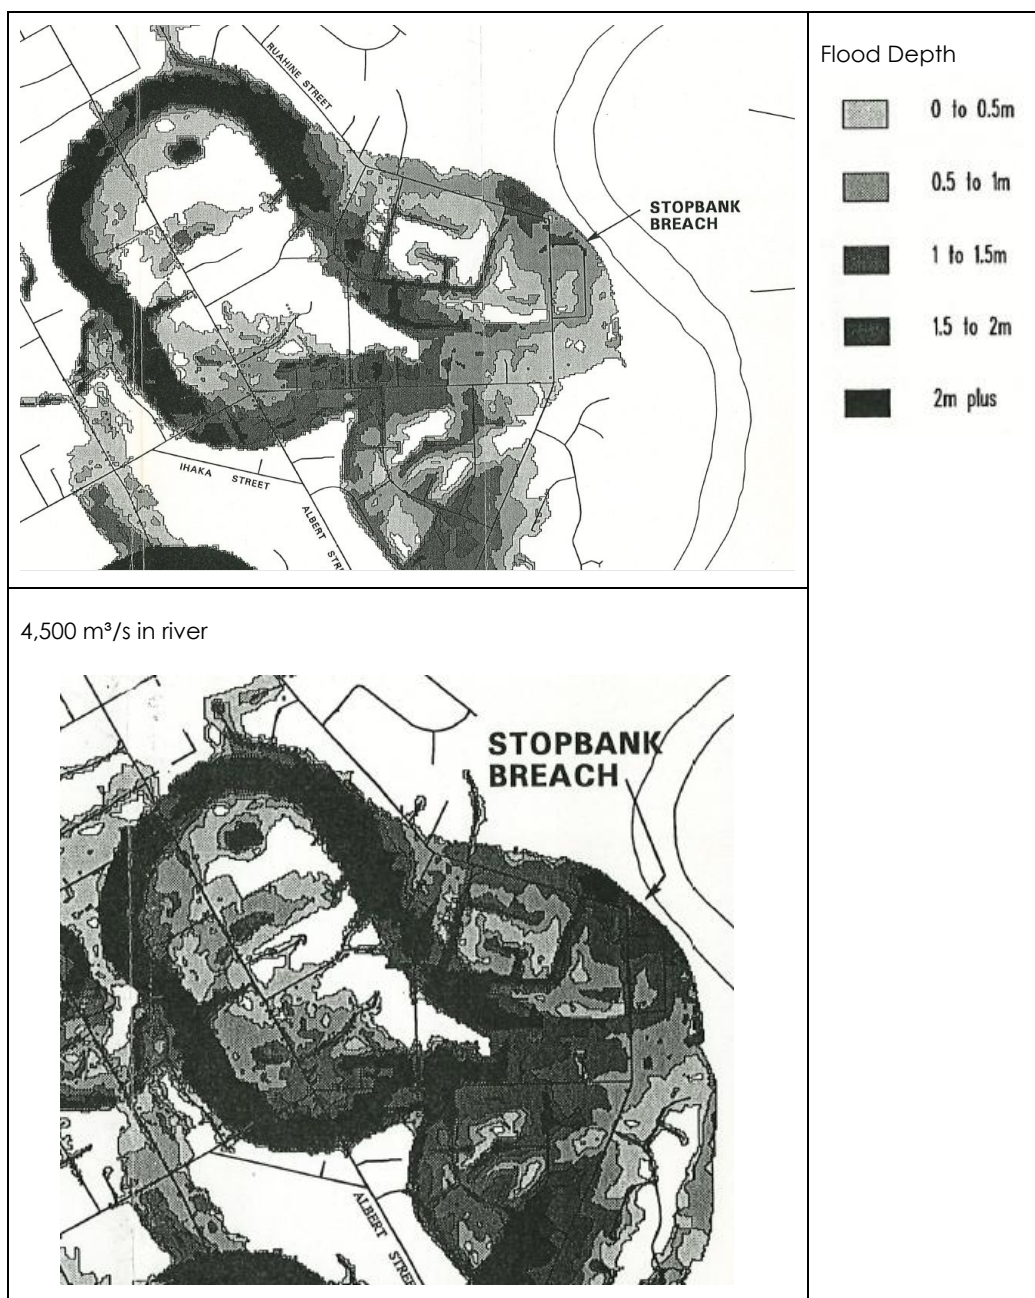 RUAHINE STREET
STOPBANK
BREACH
IHAKA STREET
ALBERT STR
Flood Depth
0 to 0.5m
0.5 to 1m
1 to 1.5m
1.5 to 2m
2m plus
4,500 m³/s in river
STOPBANK
BREACH
ALBERT STREE